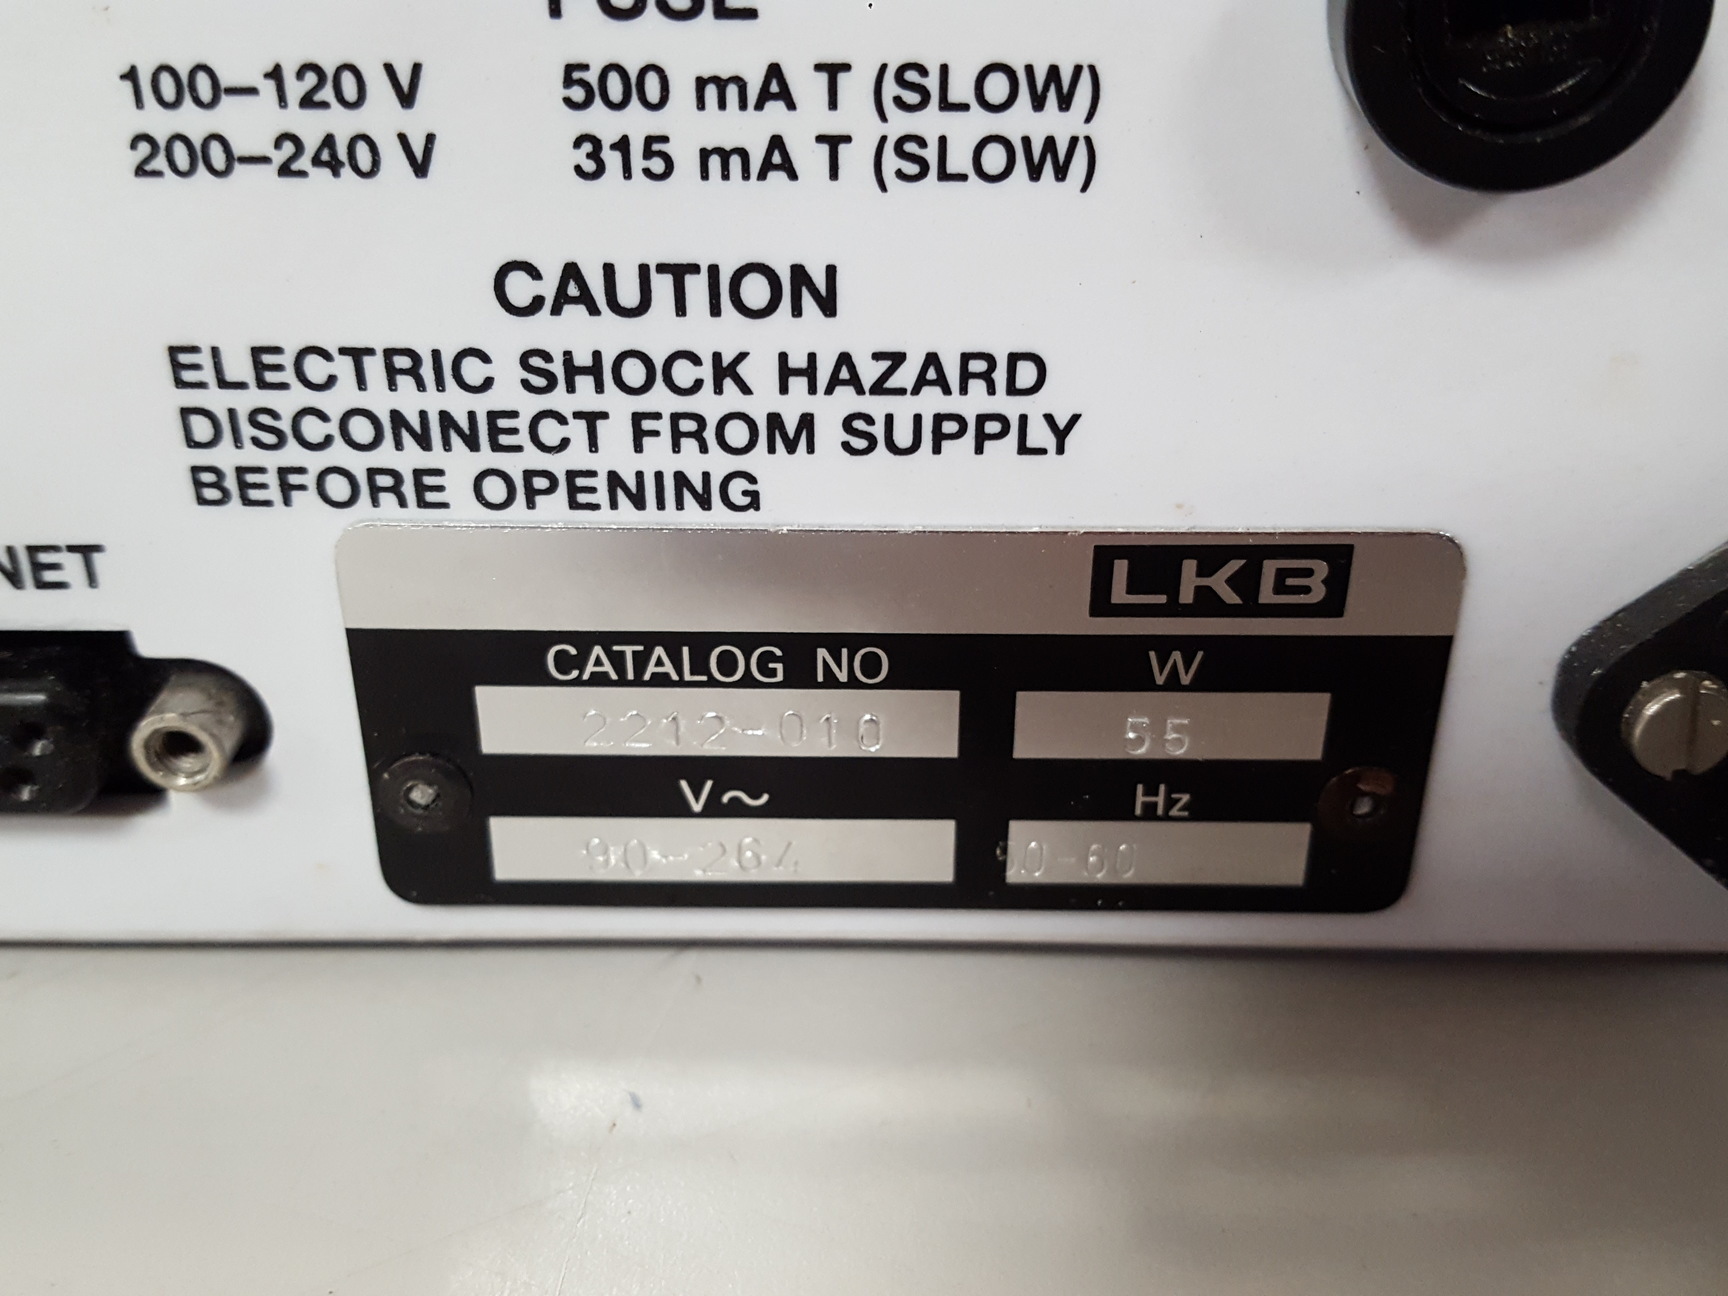 FUSE
100–120 V 500 mA T (SLOW)
200–240 V 315 mA T (SLOW)
CAUTION
ELECTRIC SHOCK HAZARD
DISCONNECT FROM SUPPLY
BEFORE OPENING
NET
LKB
CATALOG NO W
2212-010 55
V~ Hz
90-264 50-60